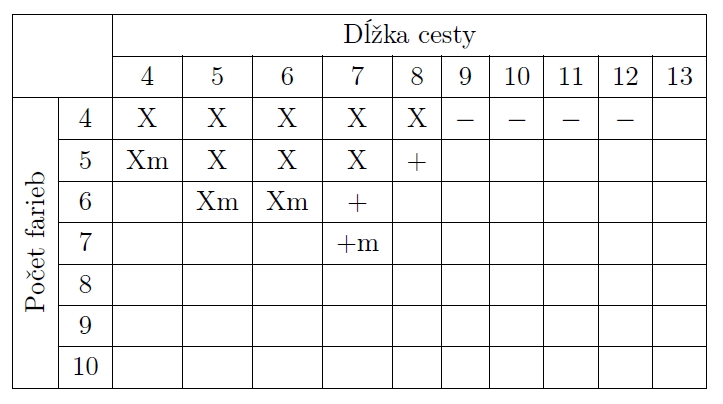 Dĺžka cesty
4 5 6 7 8 9 10 11 12 13
Počet farieb
4 X X X X X − − − −
5 Xm X X X +
6 Xm Xm +
7 +m
8
9
10